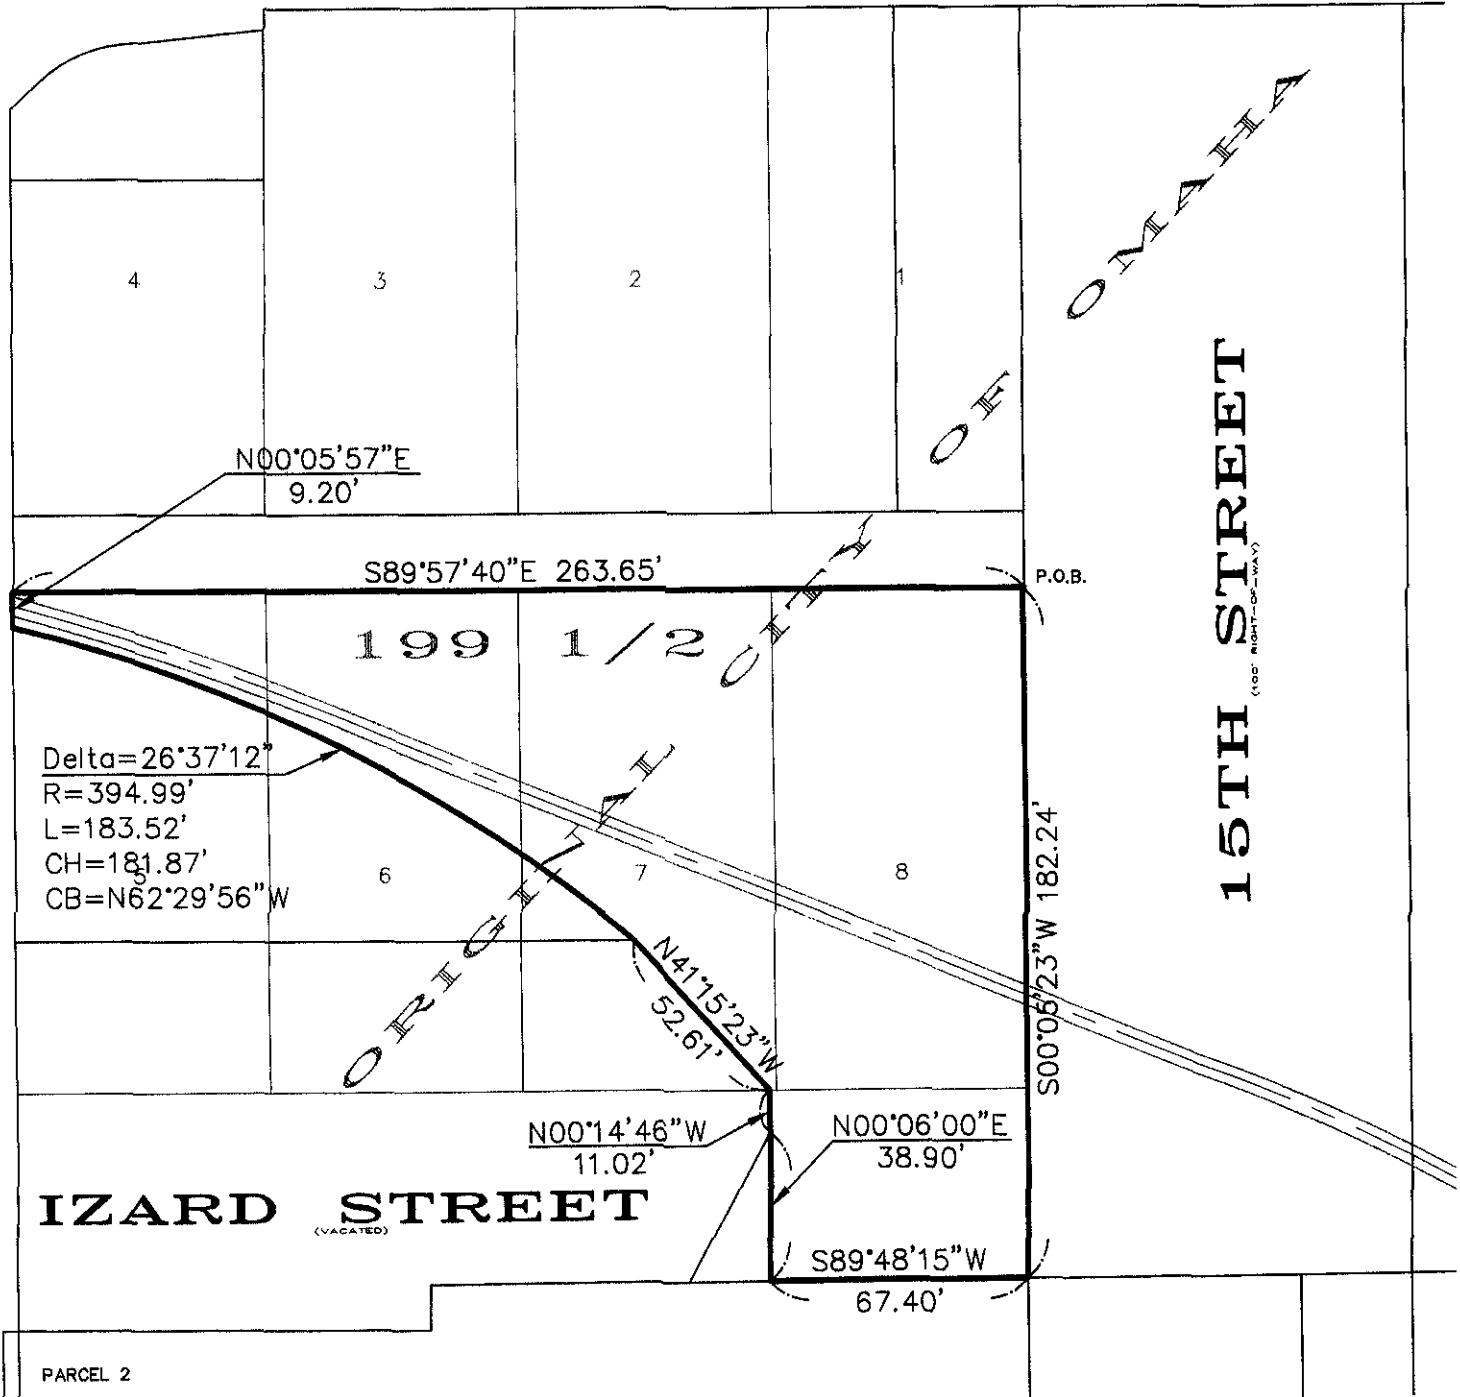 4
3
2
1
ORIGINAL CITY OF OMAHA
N00°05'57"E
9.20'
S89°57'40"E 263.65'
P.O.B.
199 1/2
15TH STREET
(100' RIGHT-OF-WAY)
Delta=26°37'12"
R=394.99'
L=183.52'
CH=181.87'
CB=N62°29'56"W
5
6
7
8
S00°05'23"W 182.24'
N41°15'23"W
52.61'
N00°14'46"W
11.02'
N00°06'00"E
38.90'
IZARD STREET
(VACATED)
S89°48'15"W
67.40'
PARCEL 2